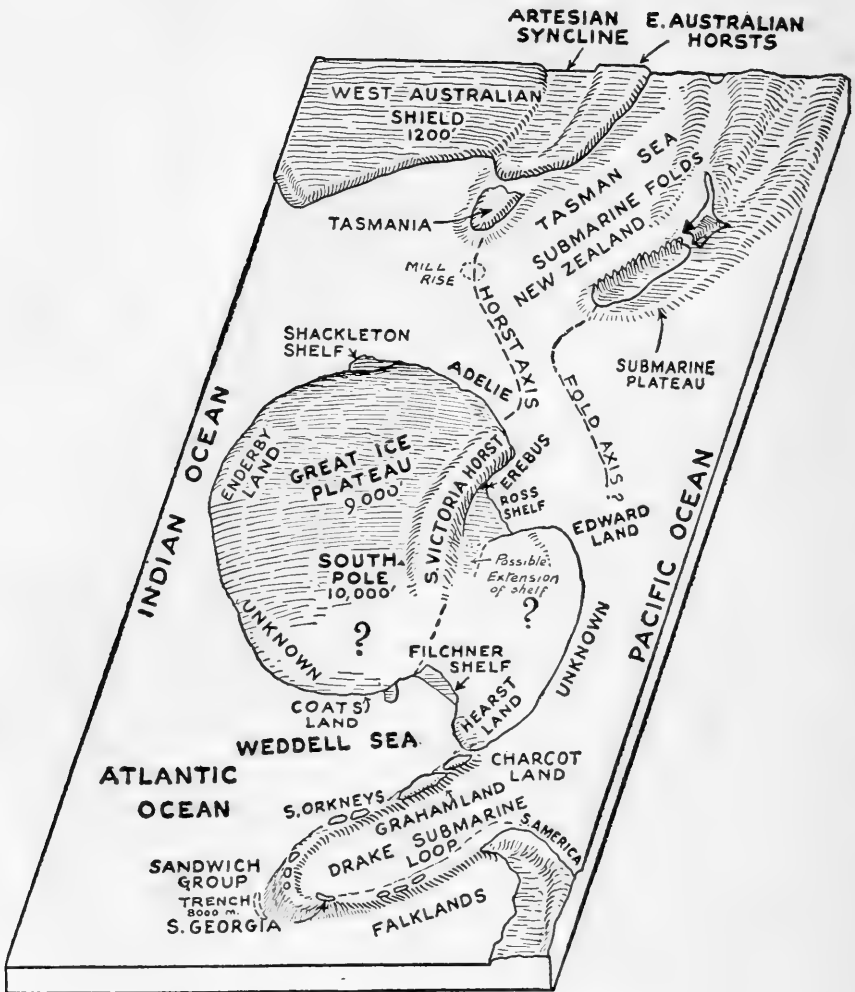 ARTESIAN
SYNCLINE
E. AUSTRALIAN
HORSTS
WEST AUSTRALIAN
SHIELD
1200'
TASMANIA
TASMAN SEA
SUBMARINE FOLDS
NEW ZEALAND
MILL
RISE
HORST AXIS
SUBMARINE
PLATEAU
SHACKLETON
SHELF
ADELIE
FOLD AXIS?
INDIAN OCEAN
ENDERBY
LAND
GREAT ICE
PLATEAU
9,000'
S. VICTORIA HORST
EREBUS
ROSS
SHELF
EDWARD
LAND
PACIFIC OCEAN
SOUTH
POLE
10,000'
Possible
Extension
of shelf
?
?
UNKNOWN
UNKNOWN
FILCHNER
SHELF
COATS'
LAND
HEARST
LAND
WEDDELL SEA
CHARCOT
LAND
ATLANTIC
OCEAN
S. ORKNEYS
GRAHAM LAND
DRAKE SUBMARINE
LOOP
S. AMERICA
SANDWICH
GROUP
TRENCH
8000 m.
S. GEORGIA
FALKLANDS